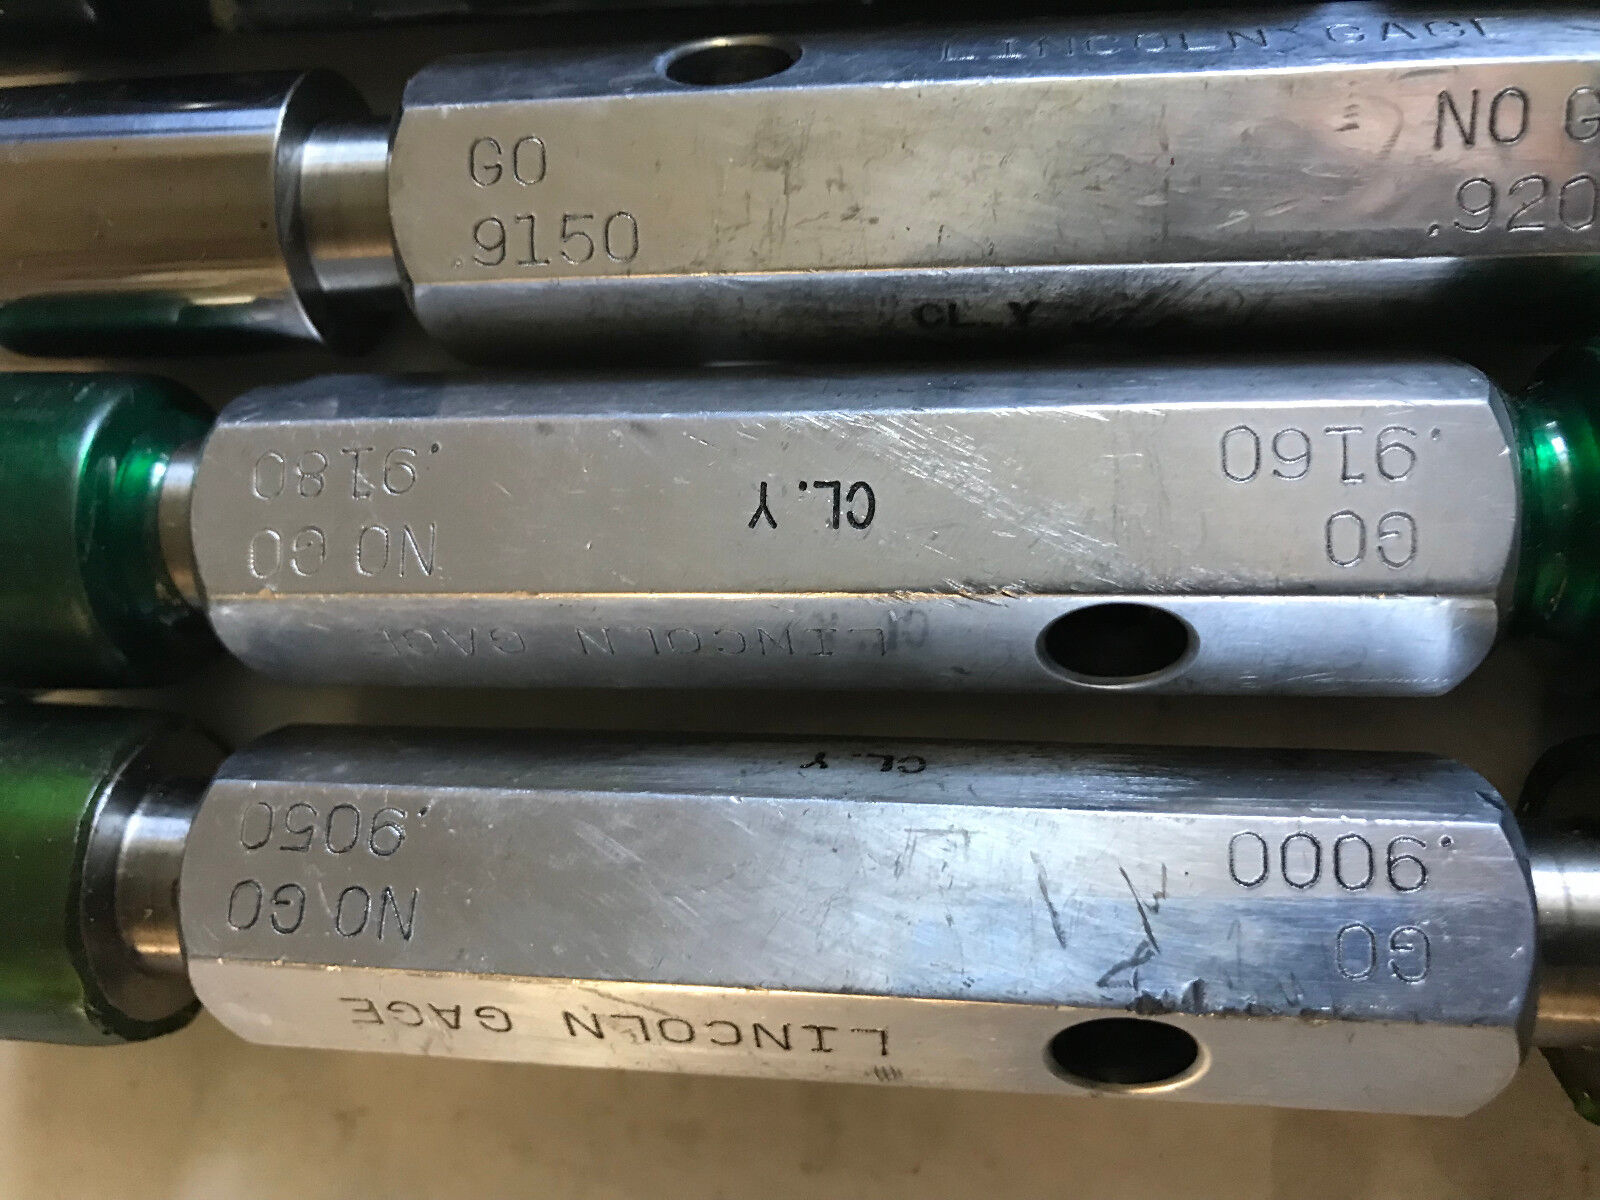 LINCOLN GAGE
GO
.9150
NO G
.920
CL.Y
GO
.9160
CL.Y
NO GO
.9180
LINCOLN GAGE
CL.Y
GO
.9000
NO GO
.9050
LINCOLN GAGE